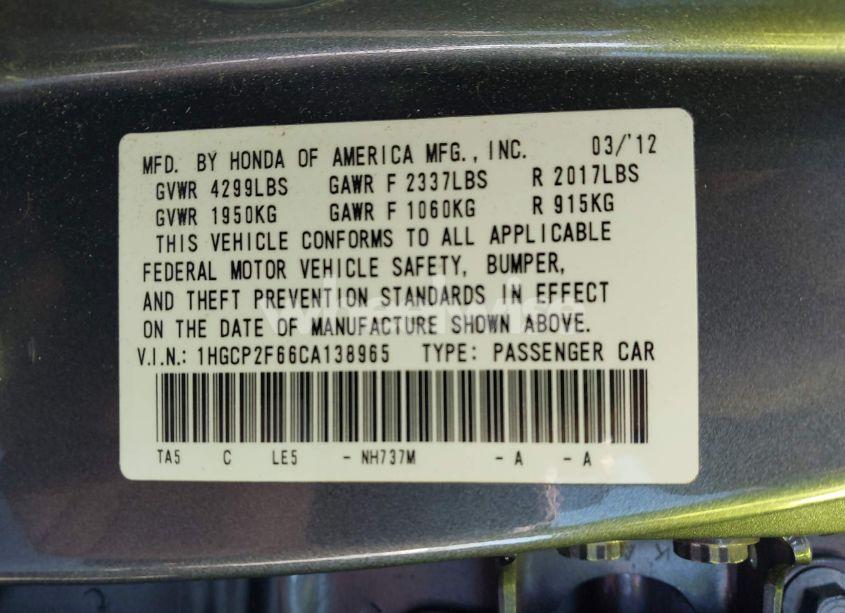 MFD. BY HONDA OF AMERICA MFG., INC. 03/'12
GVWR 4299LBS GAWR F 2337LBS R 2017LBS
GVWR 1950KG GAWR F 1060KG R 915KG
THIS VEHICLE CONFORMS TO ALL APPLICABLE
FEDERAL MOTOR VEHICLE SAFETY, BUMPER,
AND THEFT PREVENTION STANDARDS IN EFFECT
ON THE DATE OF MANUFACTURE SHOWN ABOVE.
V.I.N.: 1HGCP2F66CA138965 TYPE: PASSENGER CAR
TA5 C LE5 - NH737M - A - A